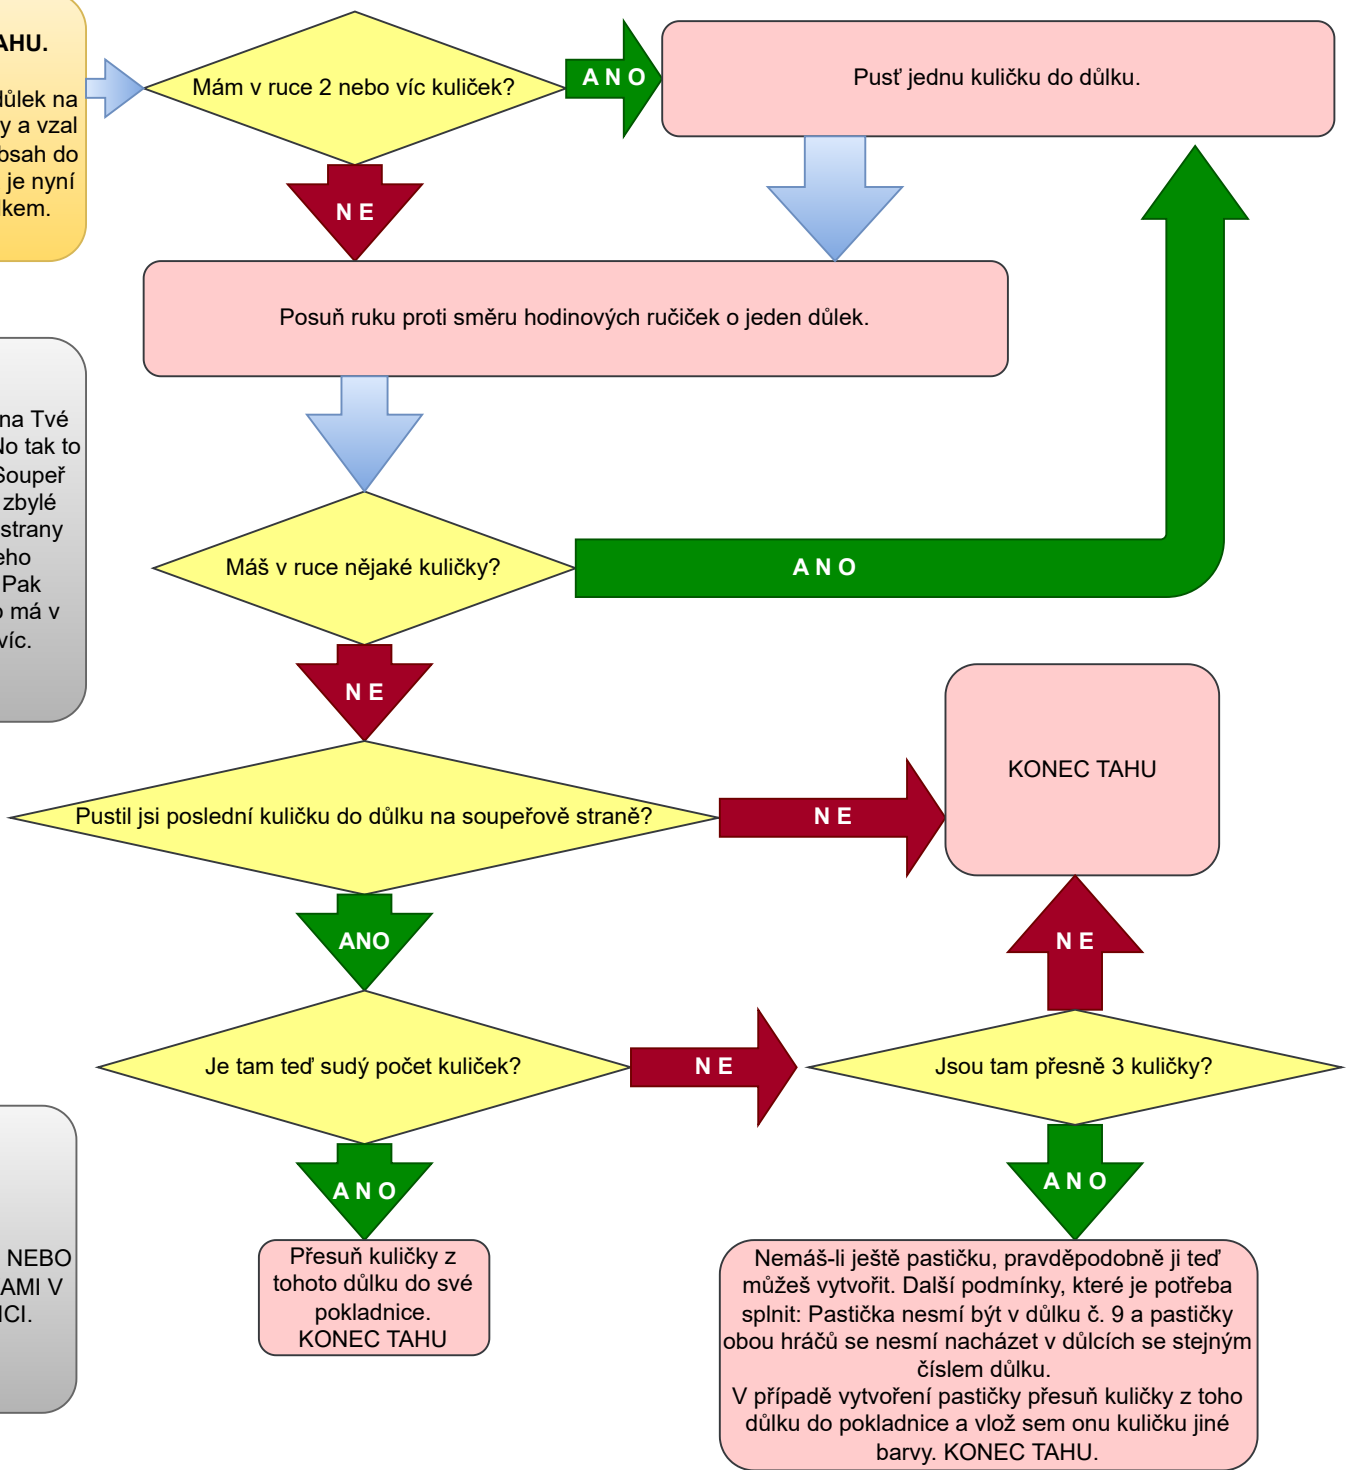 AHU.
důlek na
y a vzal
bsah do
je nyní
lkem.
Mám v ruce 2 nebo víc kuliček?
A N O
Pusť jednu kuličku do důlku.
N E
Posuň ruku proti směru hodinových ručiček o jeden důlek.
na Tvé
No tak to
Soupeř
zbylé
strany
eho
Pak
o má v
víc.
Máš v ruce nějaké kuličky?
A N O
N E
KONEC TAHU
Pustil jsi poslední kuličku do důlku na soupeřově straně?
N E
ANO
N E
Je tam teď sudý počet kuliček?
N E
Jsou tam přesně 3 kuličky?
A N O
A N O
NEBO
AMI V
ICI.
Přesuň kuličky z
tohoto důlku do své
pokladnice.
KONEC TAHU
Nemáš-li ještě pastičku, pravděpodobně ji teď
můžeš vytvořit. Další podmínky, které je potřeba
splnit: Pastička nesmí být v důlku č. 9 a pastičky
obou hráčů se nesmí nacházet v důlcích se stejným
číslem důlku.
V případě vytvoření pastičky přesuň kuličky z toho
důlku do pokladnice a vlož sem onu kuličku jiné
barvy. KONEC TAHU.